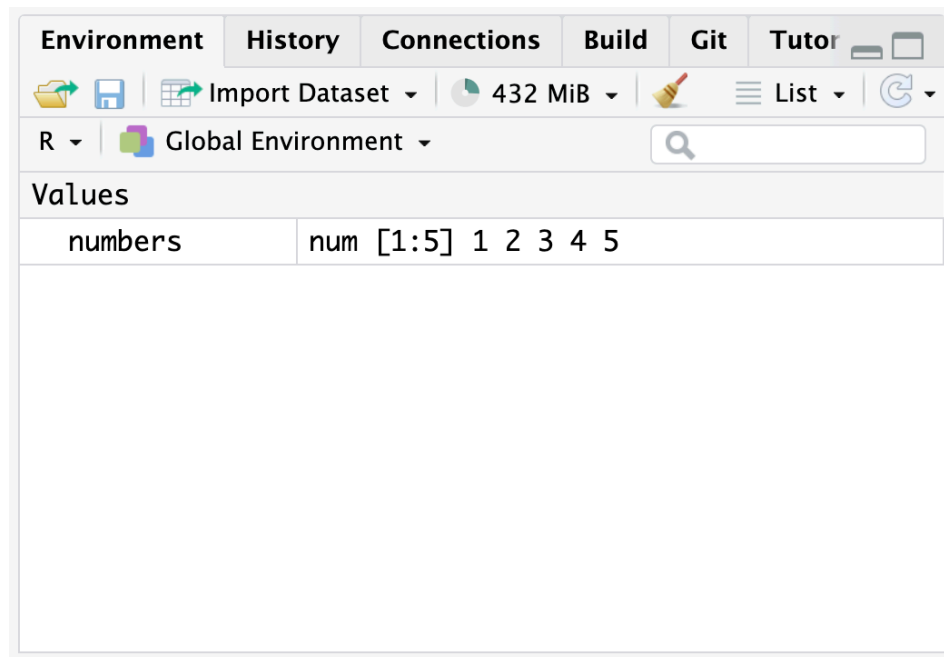 Environment History Connections Build Git Tutor
Import Dataset 432 MiB List
R Global Environment
Values
numbers num [1:5] 1 2 3 4 5